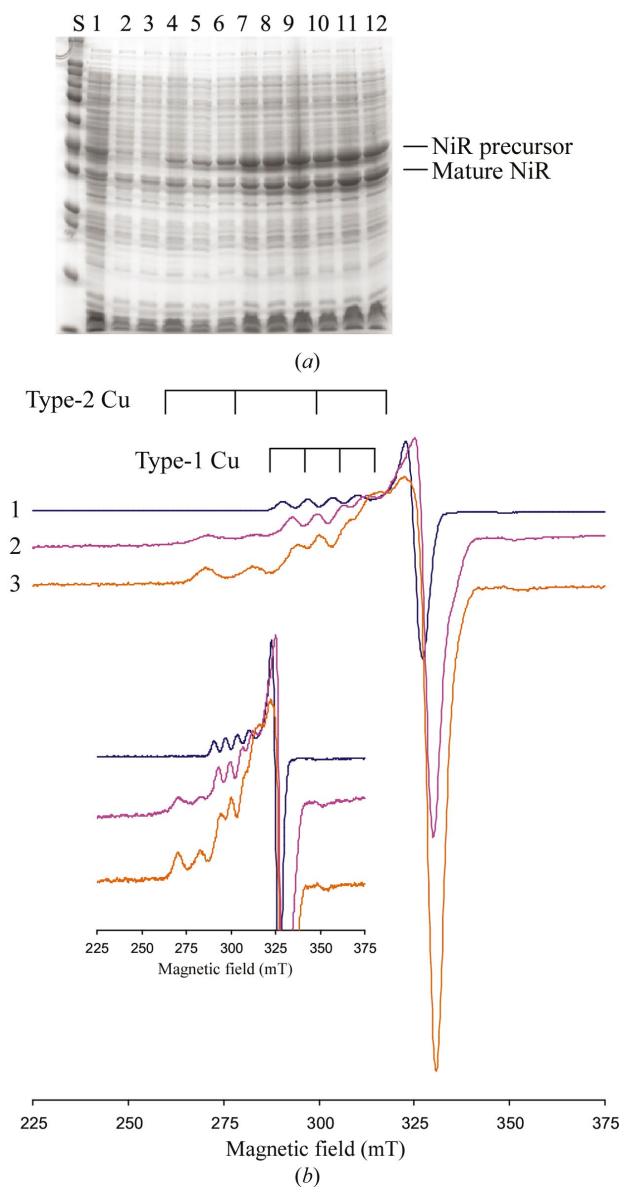 S 1 2 3 4 5 6 7 8 9 10 11 12
NiR precursor
Mature NiR
(a)
Type-2 Cu
Type-1 Cu
1
2
3
225 250 275 300 325 350 375
Magnetic field (mT)
225 250 275 300 325 350 375
Magnetic field (mT)
(b)